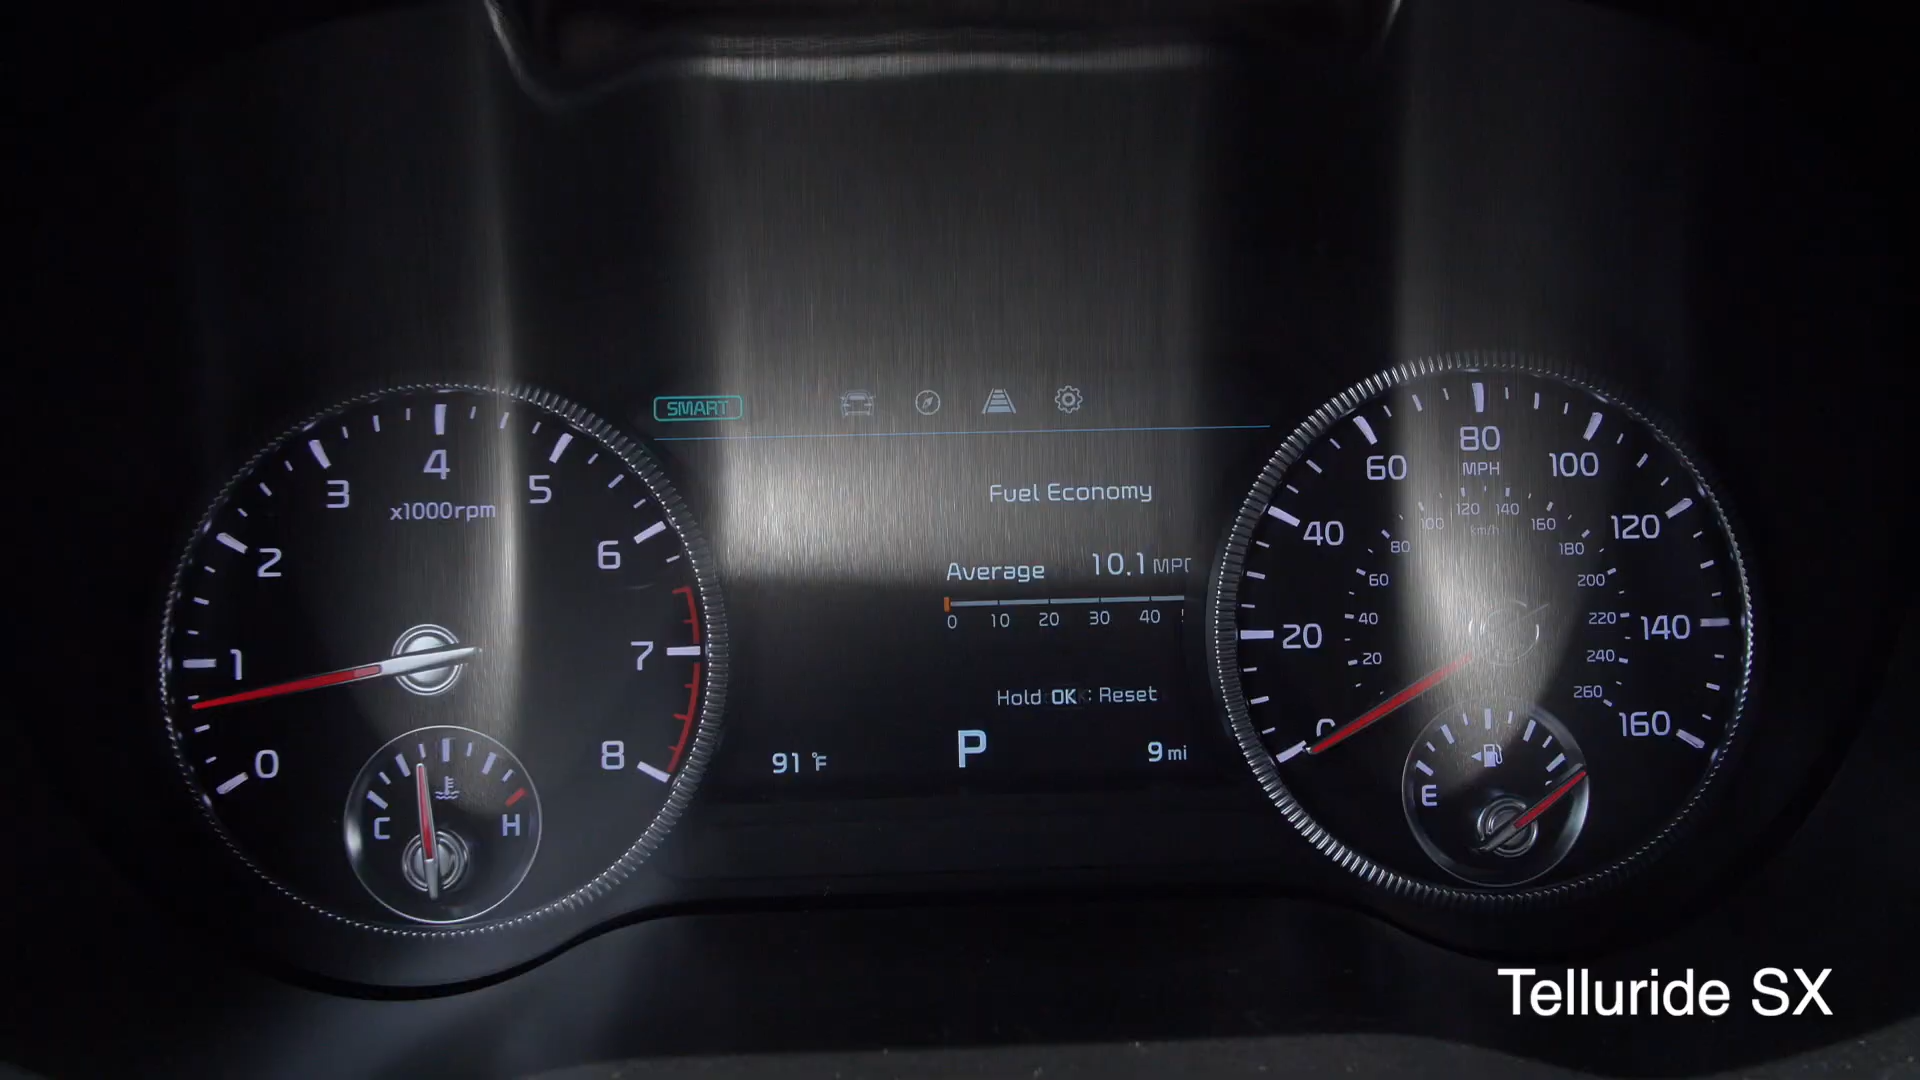 SMART
Fuel Economy
Average 10.1 MPG
0 10 20 30 40
Hold OK : Reset
91 °F P 9 mi
0 1 2 3 4 5 6 7 8
x1000rpm
C H
20 40 60 80 100 120 140 160
MPH
20 40 60 80 100 120 140 160 180 200 220 240 260
km/h
E
Telluride SX